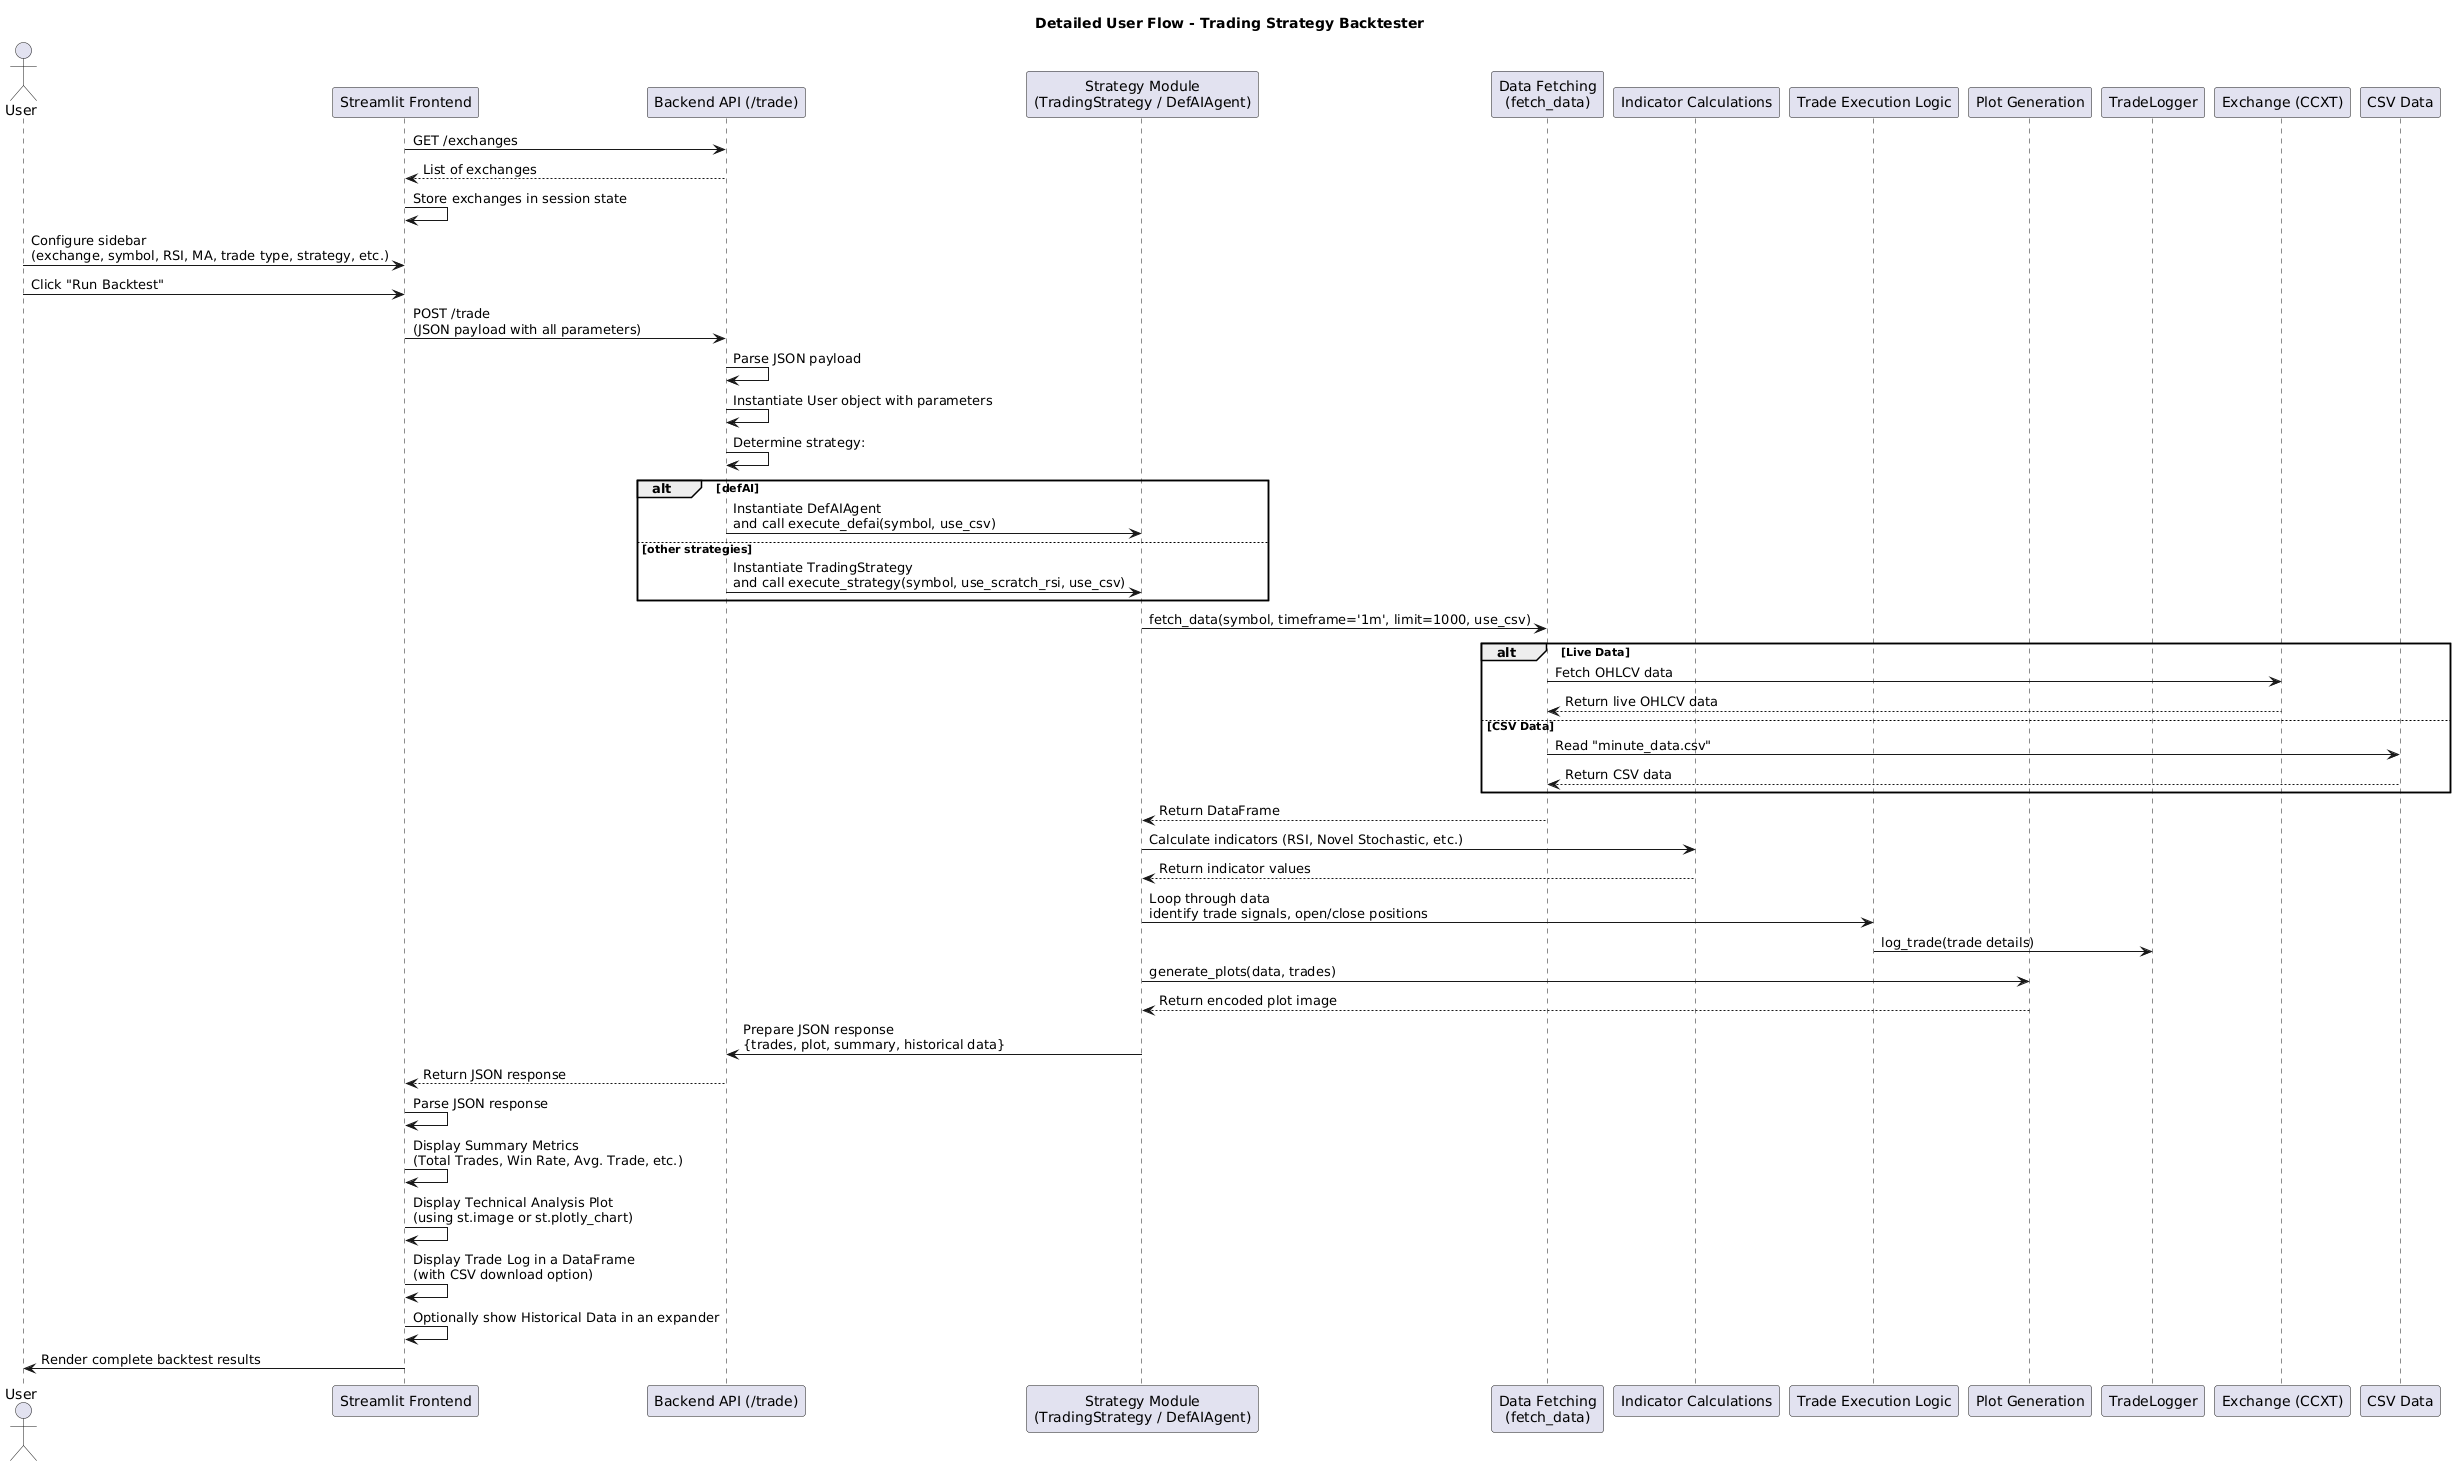 Detailed User Flow - Trading Strategy Backtester
User
Streamlit Frontend
Backend API (/trade)
Strategy Module
(TradingStrategy / DefAIAgent)
Data Fetching
(fetch_data)
Indicator Calculations
Trade Execution Logic
Plot Generation
TradeLogger
Exchange (CCXT)
CSV Data
GET /exchanges
List of exchanges
Store exchanges in session state
Configure sidebar
(exchange, symbol, RSI, MA, trade type, strategy, etc.)
Click "Run Backtest"
POST /trade
(JSON payload with all parameters)
Parse JSON payload
Instantiate User object with parameters
Determine strategy:
alt [defAI]
Instantiate DefAIAgent
and call execute_defai(symbol, use_csv)
[other strategies]
Instantiate TradingStrategy
and call execute_strategy(symbol, use_scratch_rsi, use_csv)
fetch_data(symbol, timeframe='1m', limit=1000, use_csv)
alt [Live Data]
Fetch OHLCV data
Return live OHLCV data
[CSV Data]
Read "minute_data.csv"
Return CSV data
Return DataFrame
Calculate indicators (RSI, Novel Stochastic, etc.)
Return indicator values
Loop through data
identify trade signals, open/close positions
log_trade(trade details)
generate_plots(data, trades)
Return encoded plot image
Prepare JSON response
{trades, plot, summary, historical data}
Return JSON response
Parse JSON response
Display Summary Metrics
(Total Trades, Win Rate, Avg. Trade, etc.)
Display Technical Analysis Plot
(using st.image or st.plotly_chart)
Display Trade Log in a DataFrame
(with CSV download option)
Optionally show Historical Data in an expander
Render complete backtest results
User
Streamlit Frontend
Backend API (/trade)
Strategy Module
(TradingStrategy / DefAIAgent)
Data Fetching
(fetch_data)
Indicator Calculations
Trade Execution Logic
Plot Generation
TradeLogger
Exchange (CCXT)
CSV Data